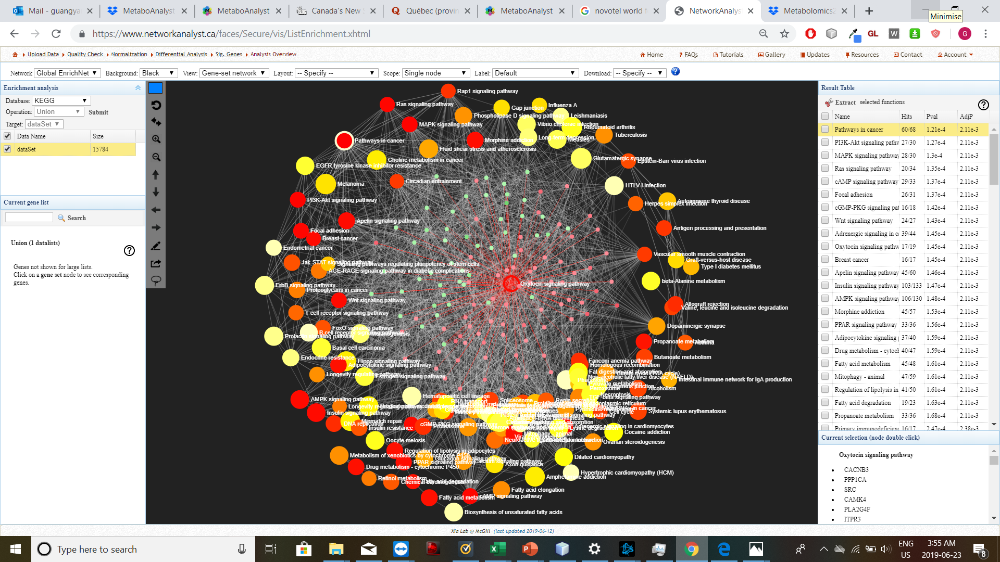 Mail - guangya
MetaboAnalyst
MetaboAnalyst
Canada's New S
Québec (provin
MetaboAnalyst
novotel world f
NetworkAnalys
Metabolomics2
Minimise
https://www.networkanalyst.ca/faces/Secure/vis/ListEnrichment.xhtml
GL
W
G
Upload Data
Quality Check
Normalization
Differential Analysis
Sig. Genes
Analysis Overview
Home
? FAQs
Tutorials
Gallery
Updates
Resources
Contact
Account
Network Global EnrichNet
Background: Black
View: Gene-set network
Layout: -- Specify --
Scope: Single node
Label: Default
Download: -- Specify --
Enrichment analysis
Database: KEGG
Operation: Union Submit
Target: dataSet
Data Name Size
dataSet 15784
Current gene list
Search
Union (1 datalists)
Genes not shown for large lists.
Click on a gene set node to see corresponding
genes.
Rap1 signaling pathway
Ras signaling pathway
Gap junction
Influenza A
Phospholipase D signaling pathway
Leishmaniasis
MAPK signaling pathway
Vibrio cholerae infection
Rheumatoid arthritis
Tuberculosis
Pathways in cancer
Morphine addiction
Long-term depression
Measles
Fluid shear stress and atherosclerosis
Choline metabolism in cancer
Glutamatergic synapse
Epstein-Barr virus infection
EGFR tyrosine kinase inhibitor resistance
Melanoma
Circadian entrainment
HTLV-I infection
PI3K-Akt signaling pathway
Herpes simplex infection
Autoimmune thyroid disease
Apelin signaling pathway
Focal adhesion
Antigen processing and presentation
Breast cancer
Endometrial cancer
Vascular smooth muscle contraction
Jak-STAT signaling pathway
Signaling pathways regulating pluripotency of stem cells
Graft-versus-host disease
AGE-RAGE signaling pathway in diabetic complications
Type I diabetes mellitus
ErbB signaling pathway
Oxytocin signaling pathway
beta-Alanine metabolism
Proteoglycans in cancer
Wnt signaling pathway
Allograft rejection
Valine, leucine and isoleucine degradation
T cell receptor signaling pathway
FoxO signaling pathway
Dopaminergic synapse
B cell receptor signaling pathway
Melanogenesis
Prolactin signaling pathway
Propanoate metabolism
Asthma
Basal cell carcinoma
Endocrine resistance
Butanoate metabolism
Hippo signaling pathway
Fanconi anemia pathway
Adipocytokine signaling pathway
Homologous recombination
Longevity regulating pathway
Estrogen signaling pathway
Fat digestion and absorption
Non-alcoholic fatty liver disease (NAFLD)
Intestinal immune network for IgA production
Alcoholism
Necroptosis
Hematopoietic cell lineage
TGF-beta signaling pathway
AMPK signaling pathway
Spliceosome
Insulin signaling pathway
Systemic lupus erythematosus
Cell cycle
Mismatch repair
DNA replication
cGMP-PKG signaling pathway
Insulin resistance
Proteasome
Adrenergic signaling in cardiomyocytes
Cocaine addiction
Oocyte meiosis
Ovarian steroidogenesis
Regulation of lipolysis in adipocytes
Metabolism of xenobiotics by cytochrome P450
Glucagon signaling pathway
Dilated cardiomyopathy
PPAR signaling pathway
Calcium signaling pathway
Axon guidance
Drug metabolism - cytochrome P450
Hypertrophic cardiomyopathy (HCM)
Retinol metabolism
Amphetamine addiction
Chemical carcinogenesis
Fatty acid degradation
Fatty acid elongation
cAMP signaling pathway
Fatty acid metabolism
Biosynthesis of unsaturated fatty acids
Result Table
Extract selected functions
Name Hits Pval AdjP
Pathways in cancer 60/68 1.21e-4 2.11e-3
PI3K-Akt signaling pathw 27/30 1.27e-4 2.11e-3
MAPK signaling pathway 28/30 1.3e-4 2.11e-3
Ras signaling pathway 20/34 1.35e-4 2.11e-3
cAMP signaling pathway 29/33 1.37e-4 2.11e-3
Focal adhesion 26/31 1.37e-4 2.11e-3
cGMP-PKG signaling pat 16/18 1.42e-4 2.11e-3
Wnt signaling pathway 24/27 1.43e-4 2.11e-3
Adrenergic signaling in c 39/44 1.45e-4 2.11e-3
Oxytocin signaling pathw 17/19 1.45e-4 2.11e-3
Breast cancer 16/17 1.45e-4 2.11e-3
Apelin signaling pathway 45/60 1.46e-4 2.11e-3
Insulin signaling pathway 103/133 1.47e-4 2.11e-3
AMPK signaling pathway 106/130 1.48e-4 2.11e-3
Morphine addiction 45/57 1.53e-4 2.11e-3
PPAR signaling pathway 33/36 1.56e-4 2.11e-3
Adipocytokine signaling 37/40 1.59e-4 2.11e-3
Drug metabolism - cytoch 40/47 1.59e-4 2.11e-3
Fatty acid metabolism 45/48 1.61e-4 2.11e-3
Mitophagy - animal 47/59 1.61e-4 2.11e-3
Regulation of lipolysis in 41/50 1.61e-4 2.11e-3
Fatty acid degradation 19/23 1.63e-4 2.11e-3
Propanoate metabolism 33/36 1.68e-4 2.11e-3
Primary immunodeficienc 16/17 2.47e-4 2.38e-3
Current selection (node double click)
Oxytocin signaling pathway
CACNB3
PPP1CA
SRC
CAMK4
PLA2G4F
ITPR3
Xia Lab @ McGill (last updated 2019-06-12)
Type here to search
ENG
US
3:55 AM
2019-06-23
8